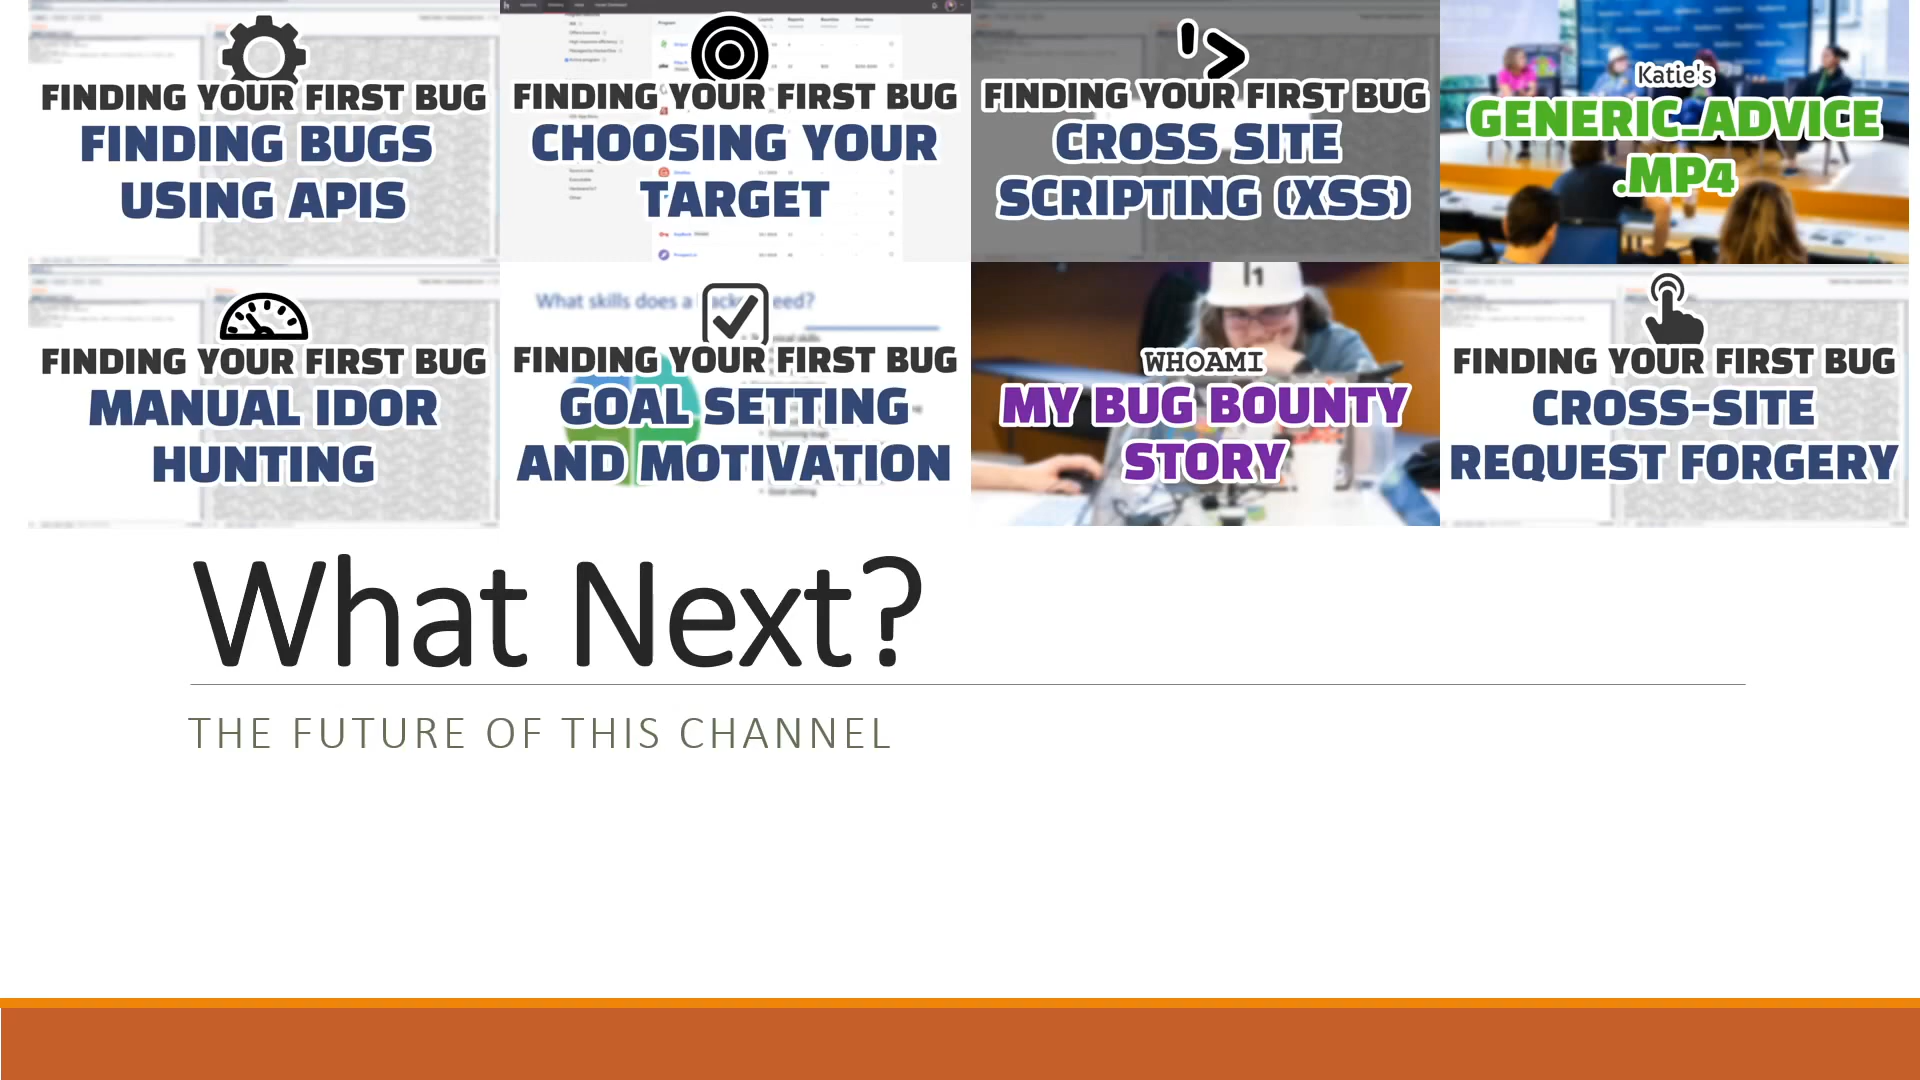 FINDING YOUR FIRST BUG
FINDING BUGS
USING APIS
FINDING YOUR FIRST BUG
CHOOSING YOUR
TARGET
'>
FINDING YOUR FIRST BUG
CROSS SITE
SCRIPTING (XSS)
Katie's
GENERIC_ADVICE
.MP4
FINDING YOUR FIRST BUG
MANUAL IDOR
HUNTING
What skills does a
FINDING YOUR FIRST BUG
GOAL SETTING
AND MOTIVATION
WHOAMI
MY BUG BOUNTY
STORY
FINDING YOUR FIRST BUG
CROSS-SITE
REQUEST FORGERY
What Next?
THE FUTURE OF THIS CHANNEL